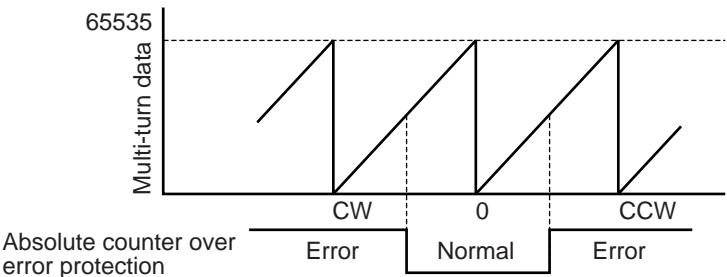 65535
Multi-turn data
CW 0 CCW
Absolute counter over
error protection
Error Normal Error